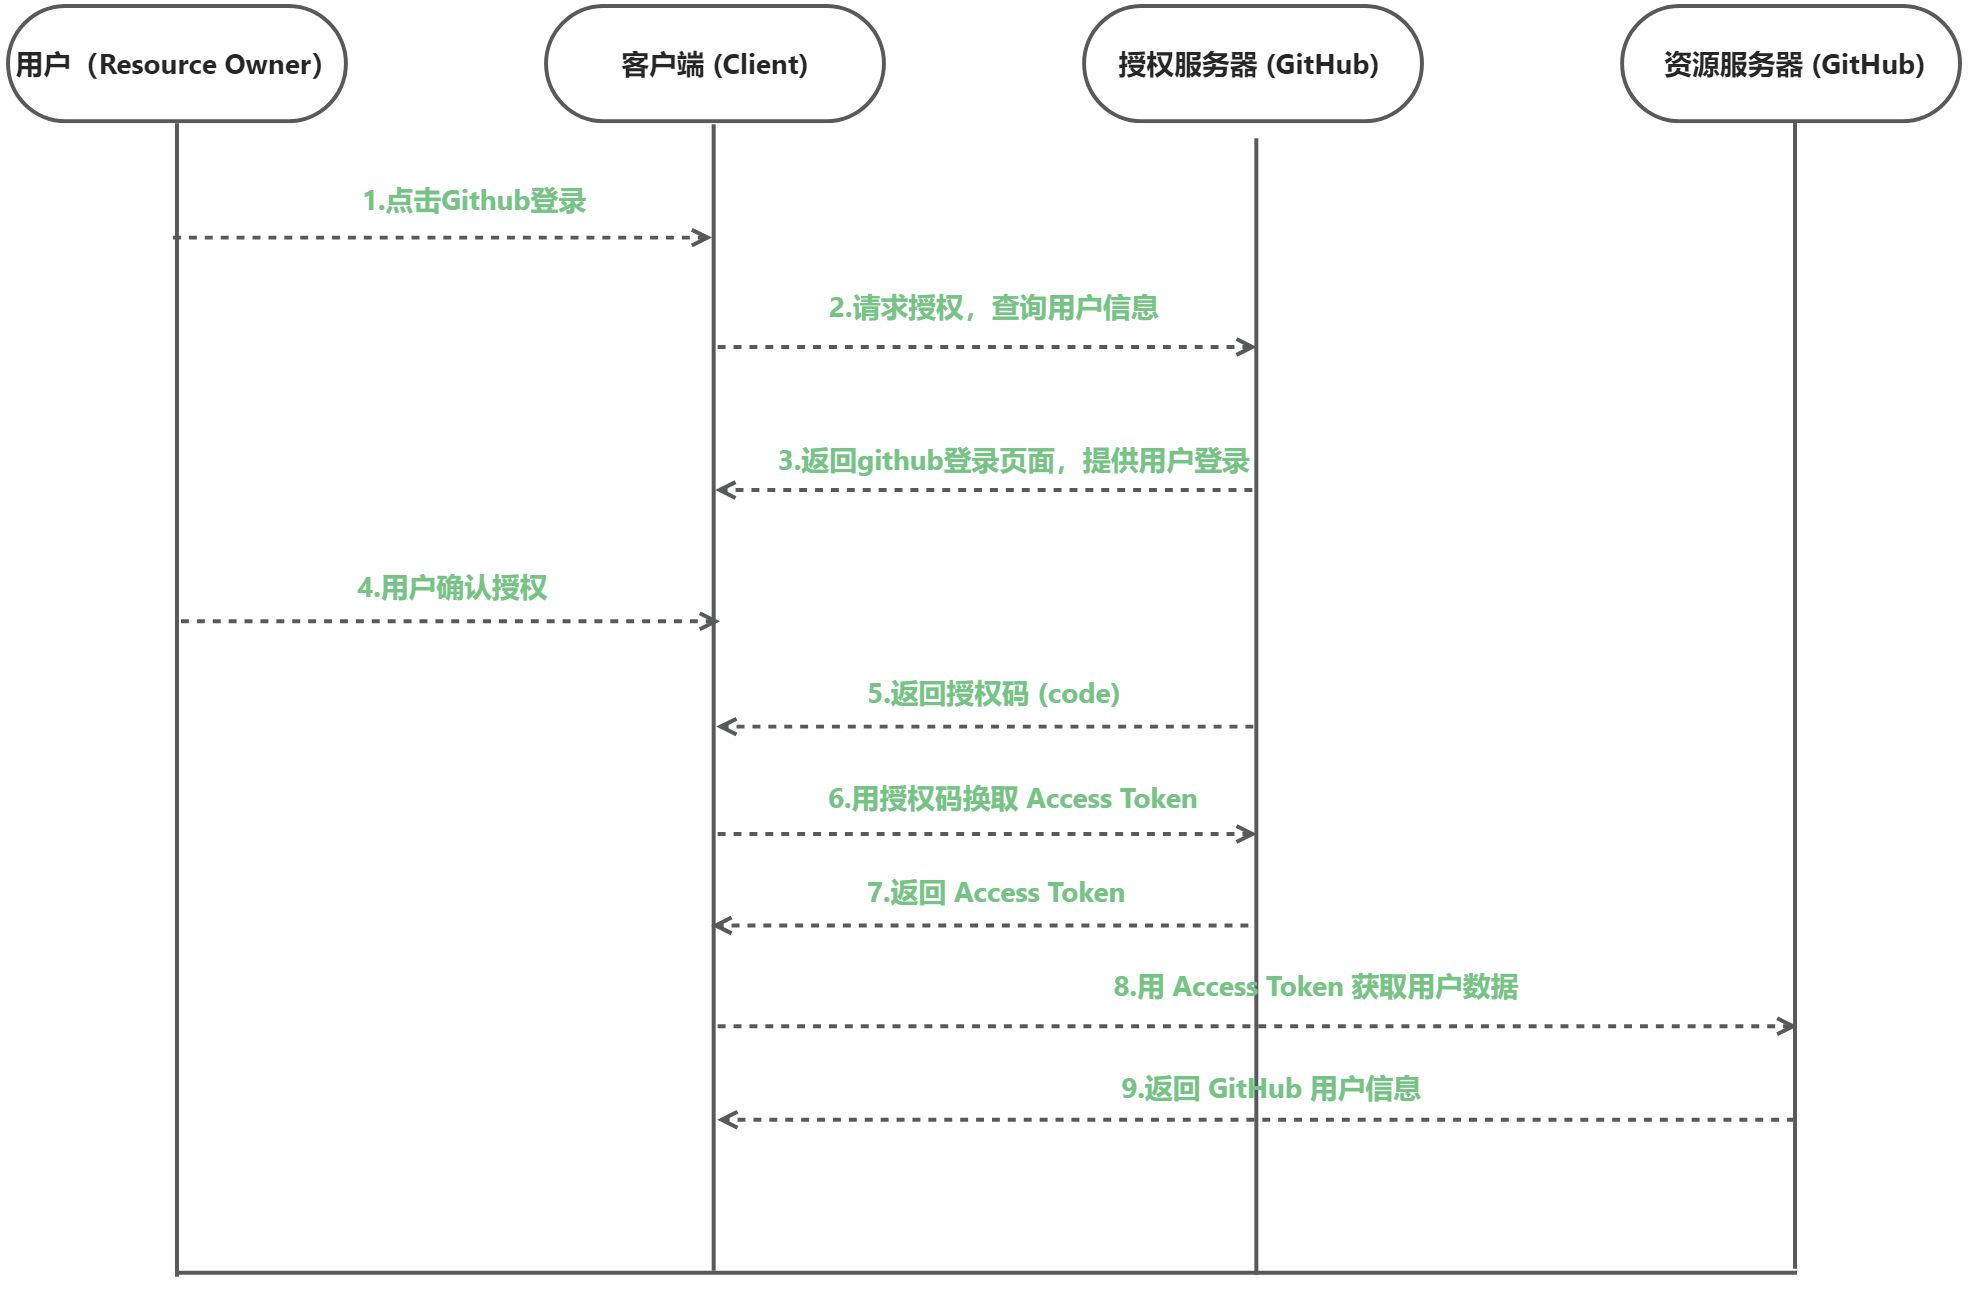 用户（Resource Owner）
客户端 (Client)
授权服务器 (GitHub)
资源服务器 (GitHub)
1.点击Github登录
2.请求授权，查询用户信息
3.返回github登录页面，提供用户登录
4.用户确认授权
5.返回授权码 (code)
6.用授权码换取 Access Token
7.返回 Access Token
8.用 Access Token 获取用户数据
9.返回 GitHub 用户信息